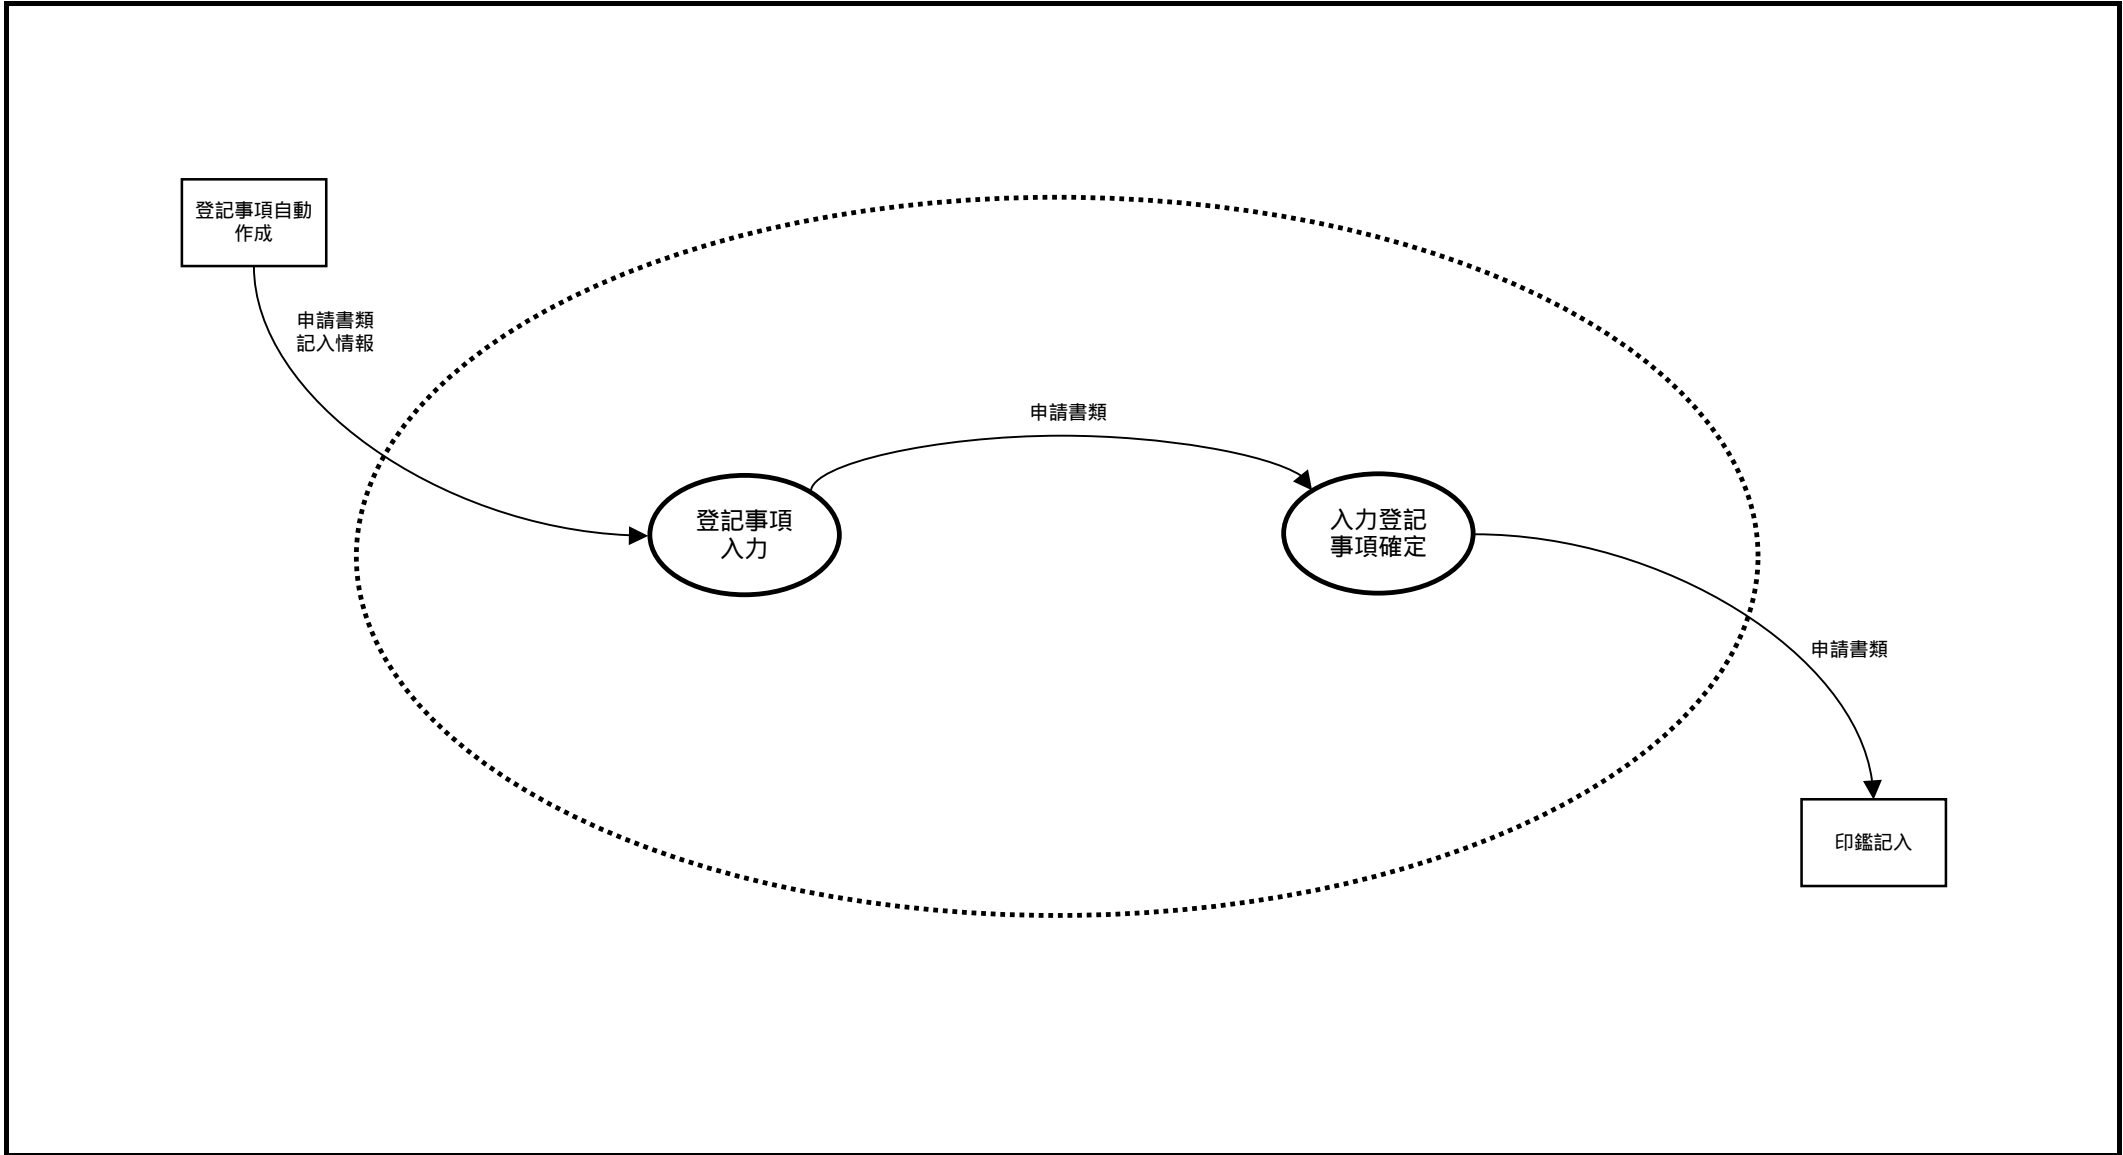 登記事項自動
作成
申請書類
記入情報
申請書類
登記事項
入力
入力登記
事項確定
申請書類
印鑑記入